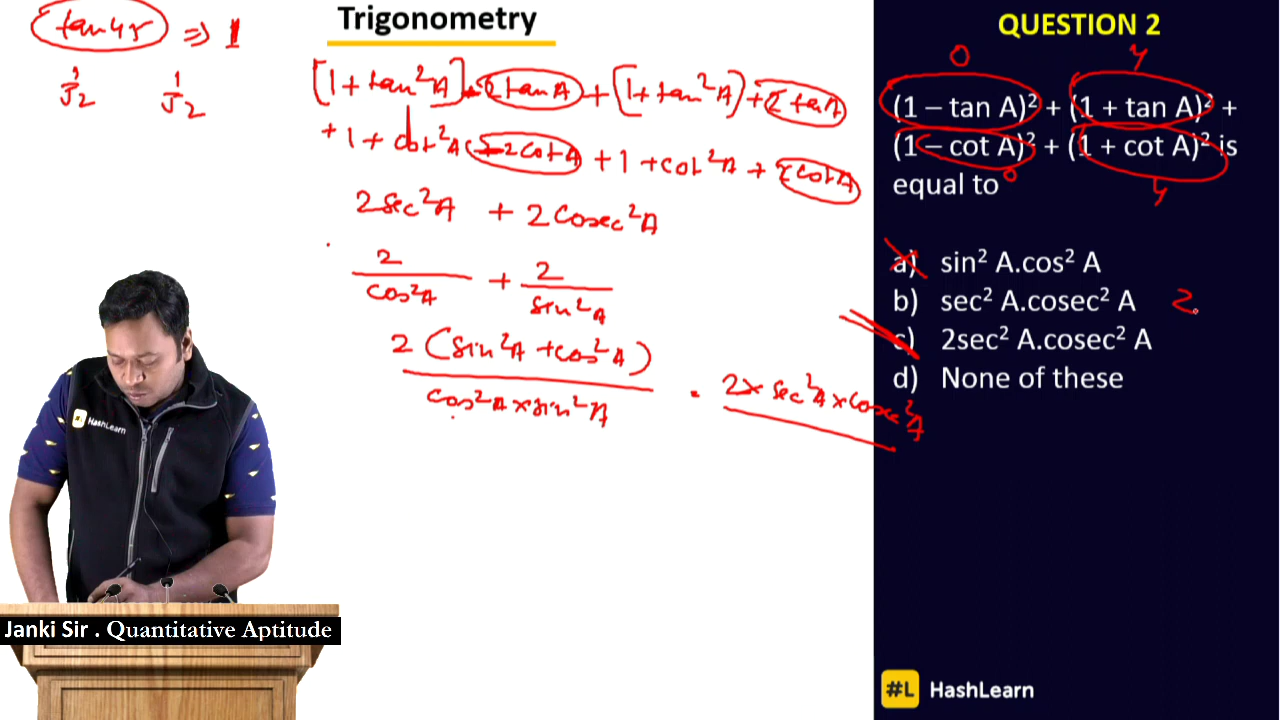 tan45 ⇒ 1
1/√2 1/√2
Trigonometry
[1 + tan²A] - 2tanA + [1 + tan²A] + 2tanA
+ 1 + cot²A - 2cotA + 1 + cot²A + 2cotA
2sec²A + 2cosec²A
2/cos²A + 2/sin²A
2 (sin²A + cos²A)
cos²A × sin²A
= 2 × sec²A × cosec²A
HashLearn
Janki Sir . Quantitative Aptitude
QUESTION 2
0 4
(1 – tan A)² + (1 + tan A)² +
(1 – cot A)² + (1 + cot A)² is
equal to
0 4
a) sin² A.cos² A
b) sec² A.cosec² A 2
c) 2sec² A.cosec² A
d) None of these
#L HashLearn